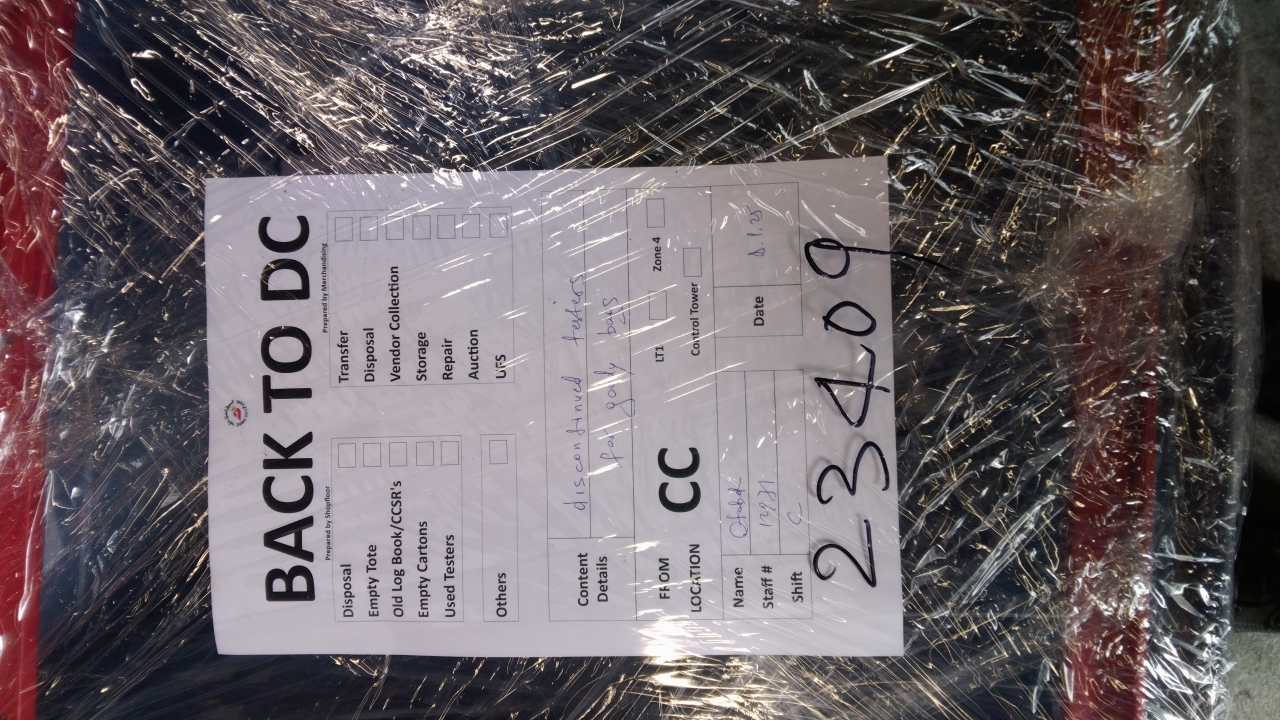 BACK TO DC
Prepared by Shopfloor
Disposal
Empty Tote
Old Log Book/CCSR's
Empty Cartons
Used Testers
Others
Prepared by Merchandising
Transfer
Disposal
Vendor Collection
Storage
Repair
Auction
Content Details
discontinued testers
for goody bags
FROM LOCATION
CC
LT1
Zone 4
Control Tower
Name
Staff #
Shift C
Date
23409